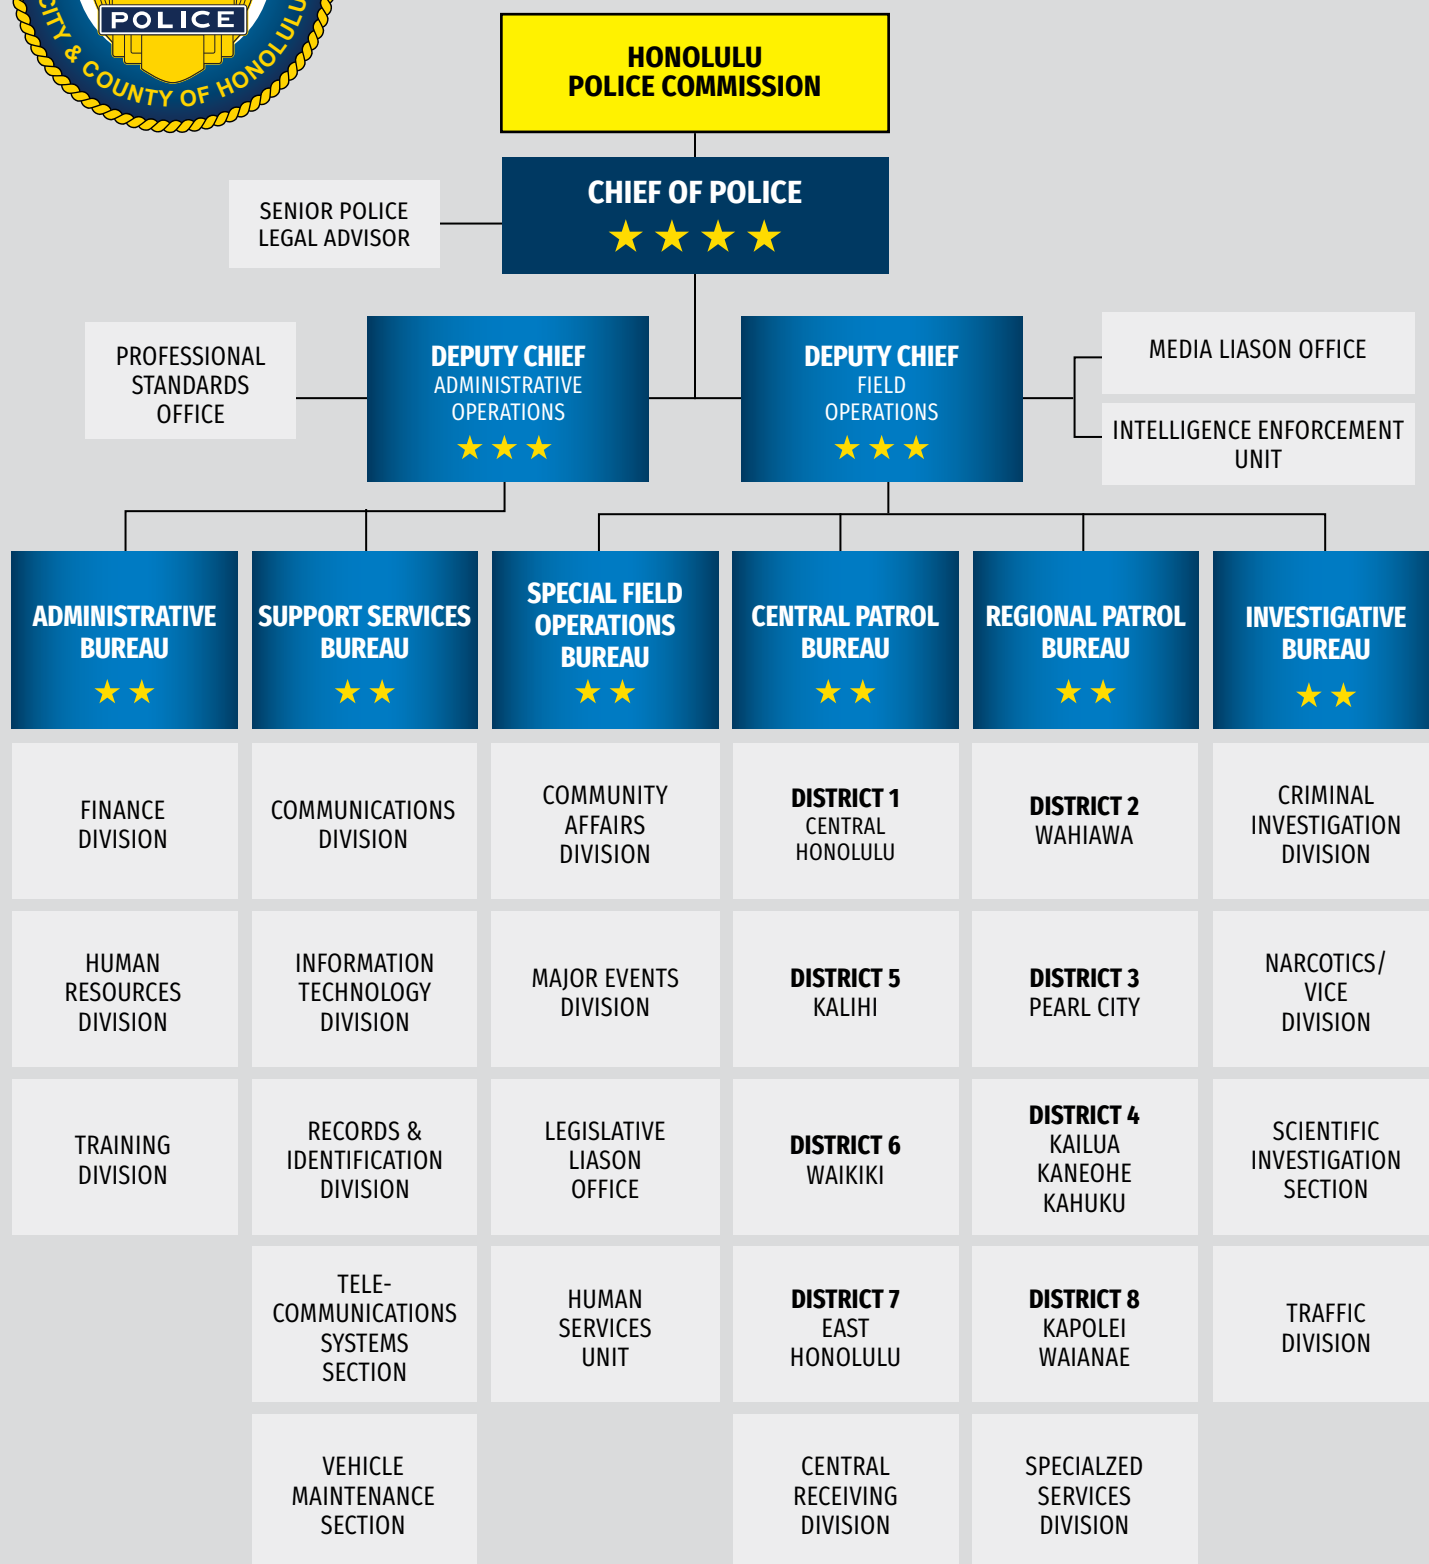 POLICE
CITY & COUNTY OF HONOLULU
HONOLULU
POLICE COMMISSION
CHIEF OF POLICE
SENIOR POLICE
LEGAL ADVISOR
PROFESSIONAL
STANDARDS
OFFICE
DEPUTY CHIEF
ADMINISTRATIVE
OPERATIONS
DEPUTY CHIEF
FIELD
OPERATIONS
MEDIA LIASON OFFICE
INTELLIGENCE ENFORCEMENT
UNIT
ADMINISTRATIVE
BUREAU
SUPPORT SERVICES
BUREAU
SPECIAL FIELD
OPERATIONS
BUREAU
CENTRAL PATROL
BUREAU
REGIONAL PATROL
BUREAU
INVESTIGATIVE
BUREAU
FINANCE
DIVISION
COMMUNICATIONS
DIVISION
COMMUNITY
AFFAIRS
DIVISION
DISTRICT 1
CENTRAL
HONOLULU
DISTRICT 2
WAHIAWA
CRIMINAL
INVESTIGATION
DIVISION
HUMAN
RESOURCES
DIVISION
INFORMATION
TECHNOLOGY
DIVISION
MAJOR EVENTS
DIVISION
DISTRICT 5
KALIHI
DISTRICT 3
PEARL CITY
NARCOTICS/
VICE
DIVISION
TRAINING
DIVISION
RECORDS &
IDENTIFICATION
DIVISION
LEGISLATIVE
LIASON
OFFICE
DISTRICT 6
WAIKIKI
DISTRICT 4
KAILUA
KANEOHE
KAHUKU
SCIENTIFIC
INVESTIGATION
SECTION
TELE-
COMMUNICATIONS
SYSTEMS
SECTION
HUMAN
SERVICES
UNIT
DISTRICT 7
EAST
HONOLULU
DISTRICT 8
KAPOLEI
WAIANAE
TRAFFIC
DIVISION
VEHICLE
MAINTENANCE
SECTION
CENTRAL
RECEIVING
DIVISION
SPECIALZED
SERVICES
DIVISION